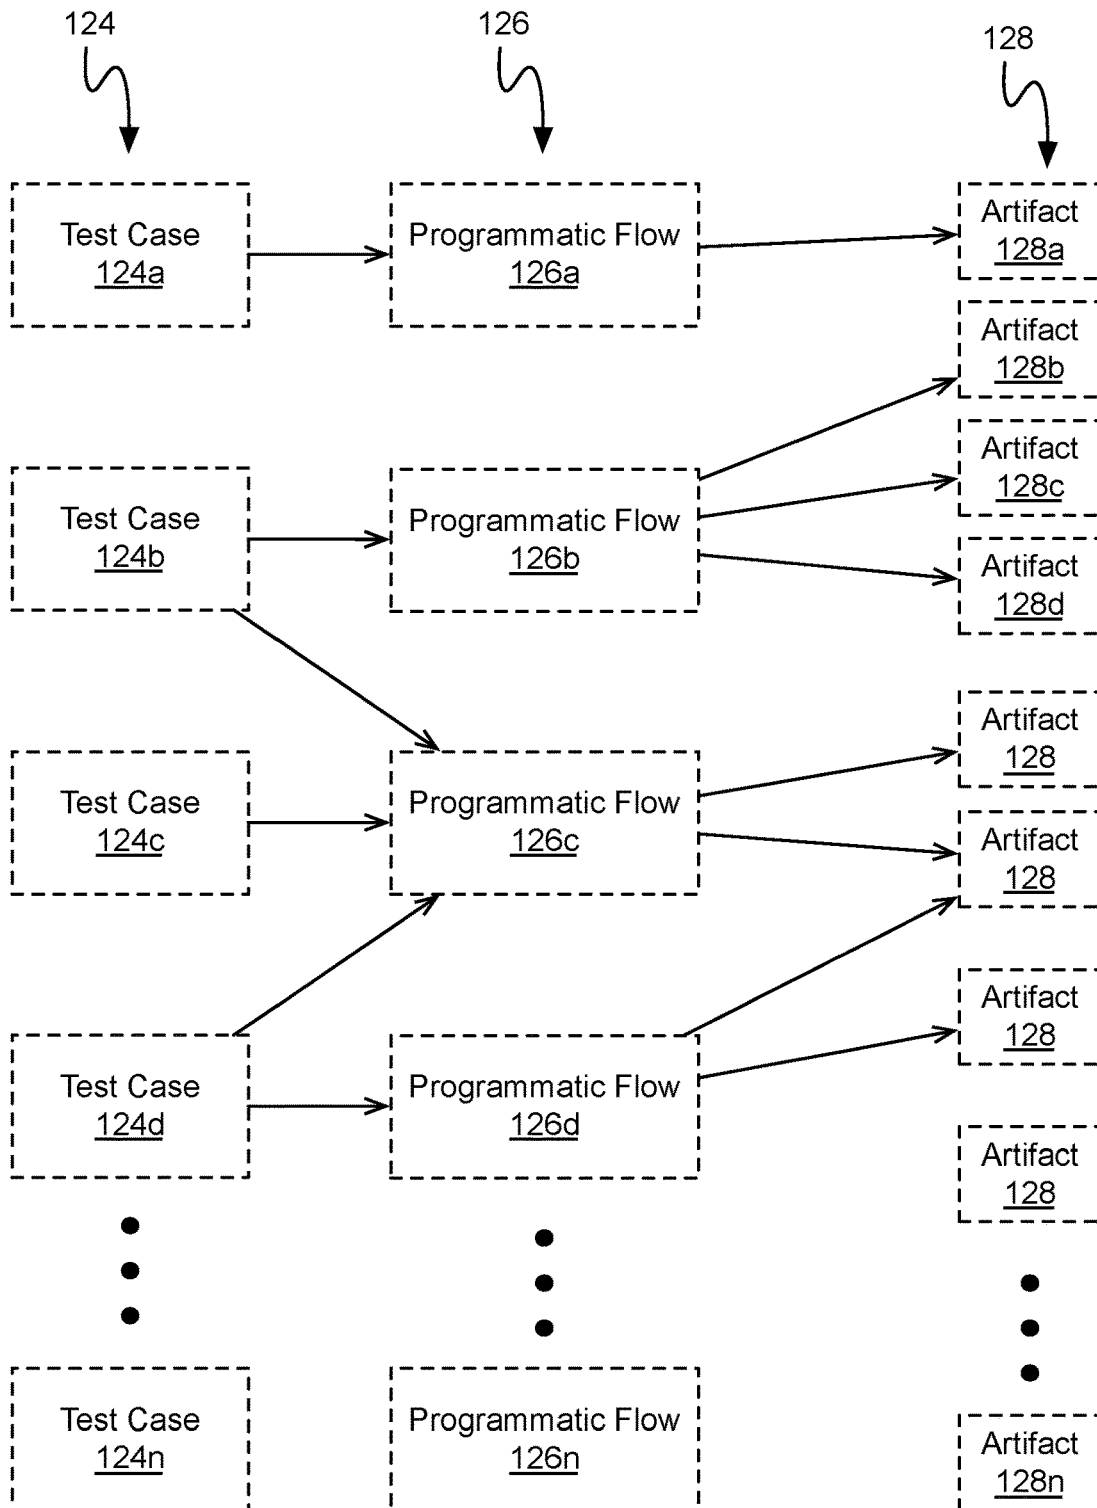 124
126
128
Test Case
124a
Programmatic Flow
126a
Artifact
128a
Artifact
128b
Test Case
124b
Programmatic Flow
126b
Artifact
128c
Artifact
128d
Test Case
124c
Programmatic Flow
126c
Artifact
128
Artifact
128
Test Case
124d
Programmatic Flow
126d
Artifact
128
Artifact
128
Test Case
124n
Programmatic Flow
126n
Artifact
128n